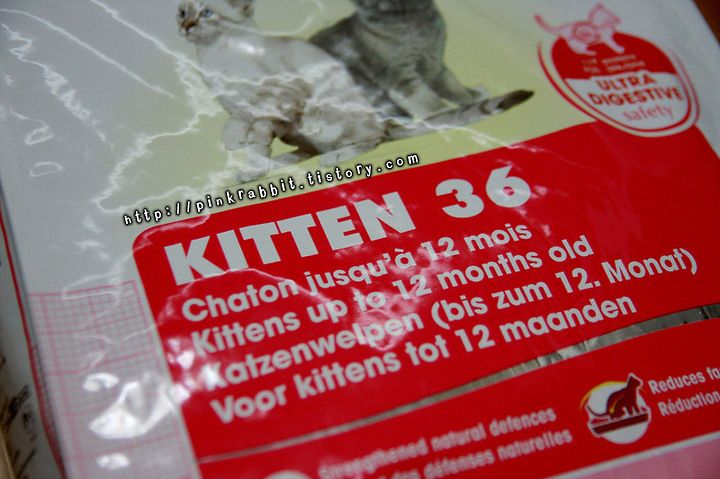 ULTRA
DIGESTIVE
safety
http://pinkrabbit.tistory.com
KITTEN 36
Chaton jusqu'à 12 mois
Kittens up to 12 months old
Katzenwelpen (bis zum 12. Monat)
Voor kittens tot 12 maanden
Strengthened natural defences
des défenses naturelles
Reduces
Réduction